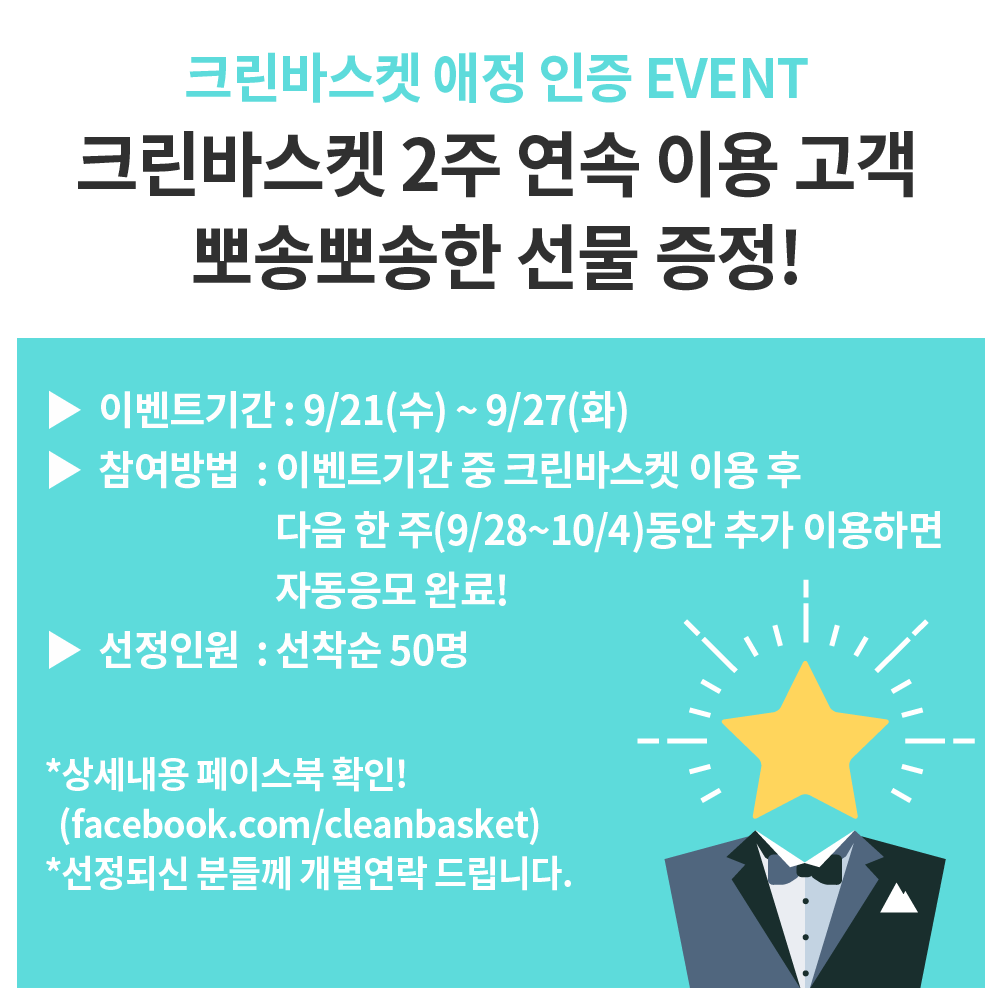 크린바스켓 애정 인증 EVENT
크린바스켓 2주 연속 이용 고객
뽀송뽀송한 선물 증정!
▶ 이벤트기간 : 9/21(수) ~ 9/27(화)
▶ 참여방법 : 이벤트기간 중 크린바스켓 이용 후
다음 한 주(9/28~10/4)동안 추가 이용하면
자동응모 완료!
▶ 선정인원 : 선착순 50명
*상세내용 페이스북 확인!
(facebook.com/cleanbasket)
*선정되신 분들께 개별연락 드립니다.